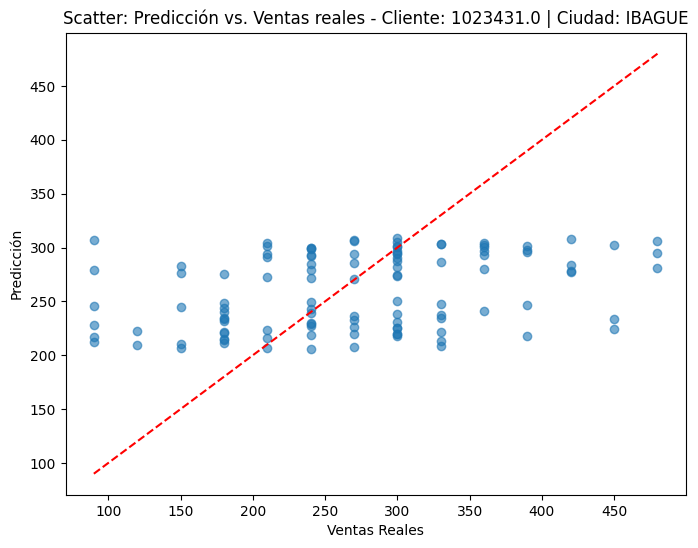 Scatter: Predicción vs. Ventas reales - Cliente: 1023431.0 | Ciudad: IBAGUE
450
400
350
300
250
200
150
100
Predicción
100 150 200 250 300 350 400 450
Ventas Reales